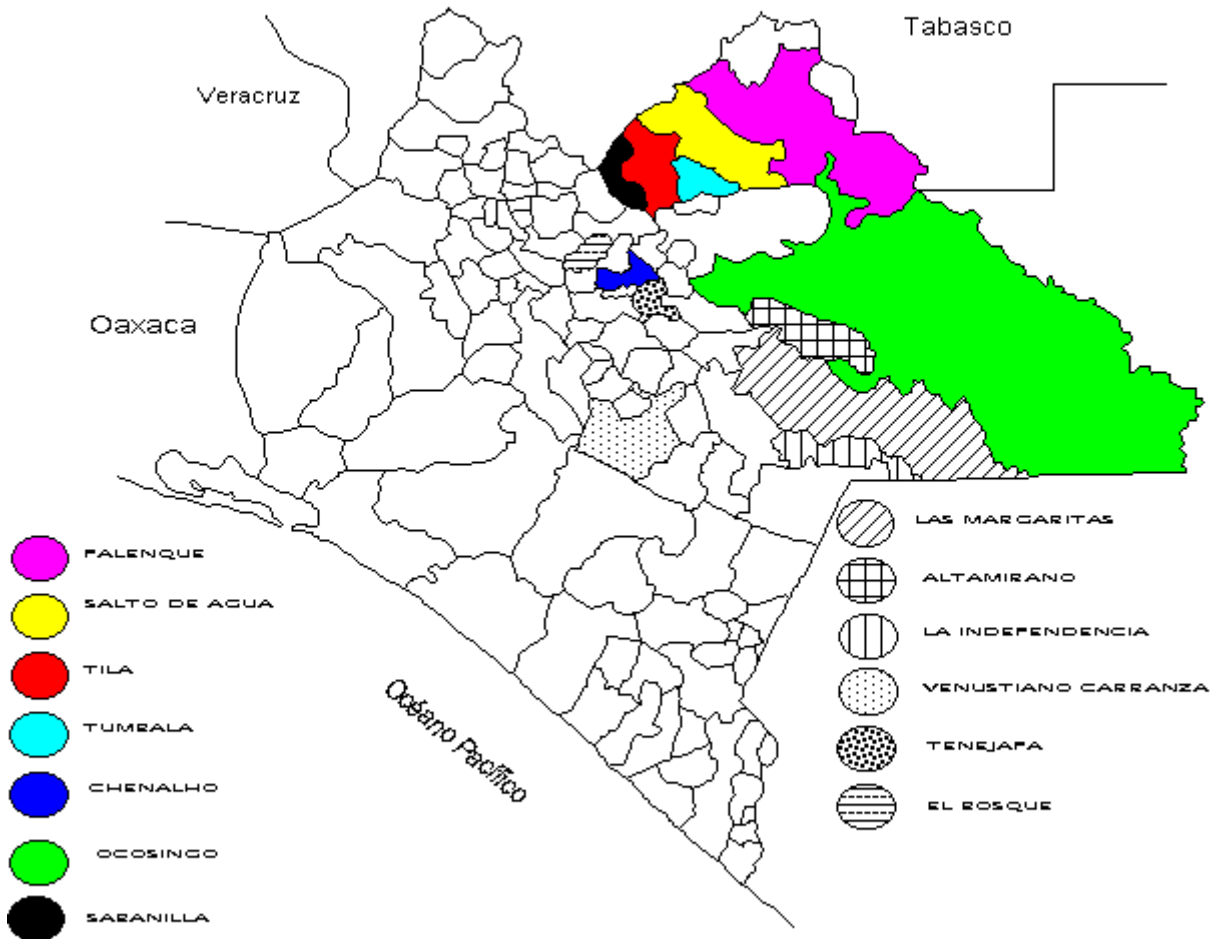 Tabasco
Veracruz
Oaxaca
Océano Pacífico
PALENQUE
SALTO DE AGUA
TILA
TUMBALA
CHENALHO
OCOSINGO
SABANILLA
LAS MARGARITAS
ALTAMIRANO
LA INDEPENDENCIA
VENUSTIANO CARRANZA
TENEJAPA
EL BOSQUE